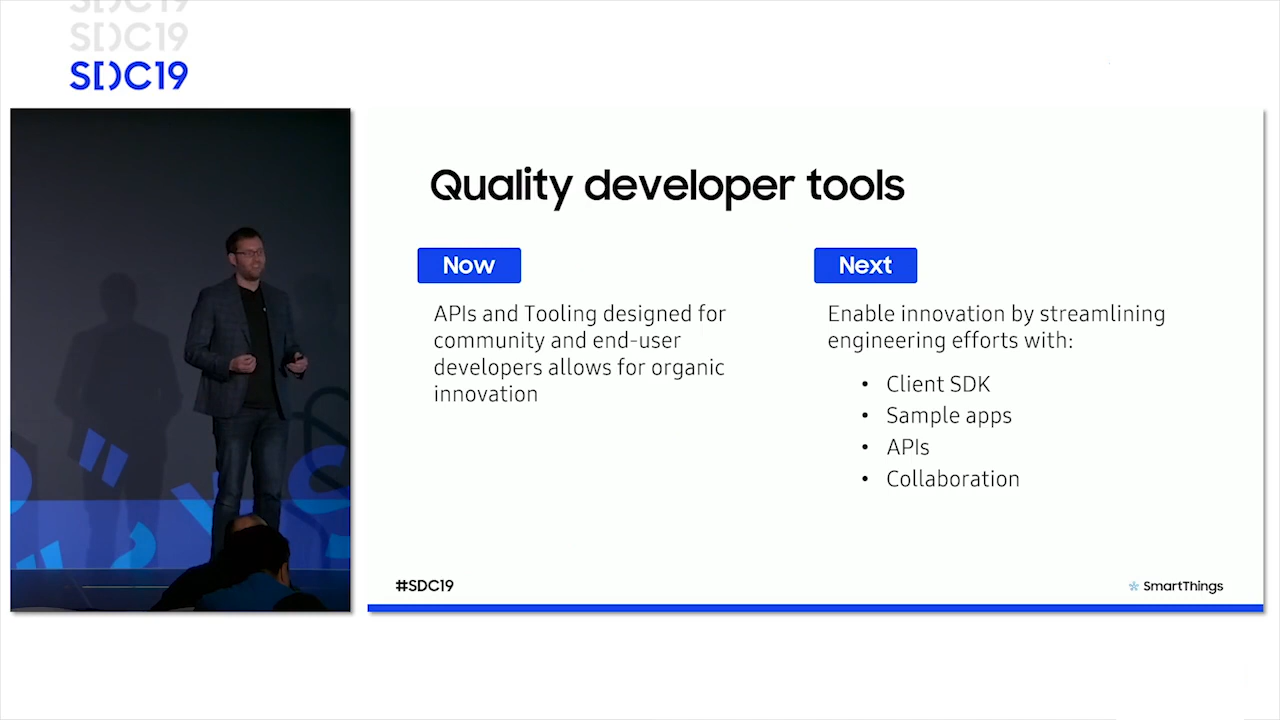 SDC19
SDC19
SDC19
Quality developer tools
Now
APIs and Tooling designed for
community and end-user
developers allows for organic
innovation
Next
Enable innovation by streamlining
engineering efforts with:
• Client SDK
• Sample apps
• APIs
• Collaboration
#SDC19
SmartThings